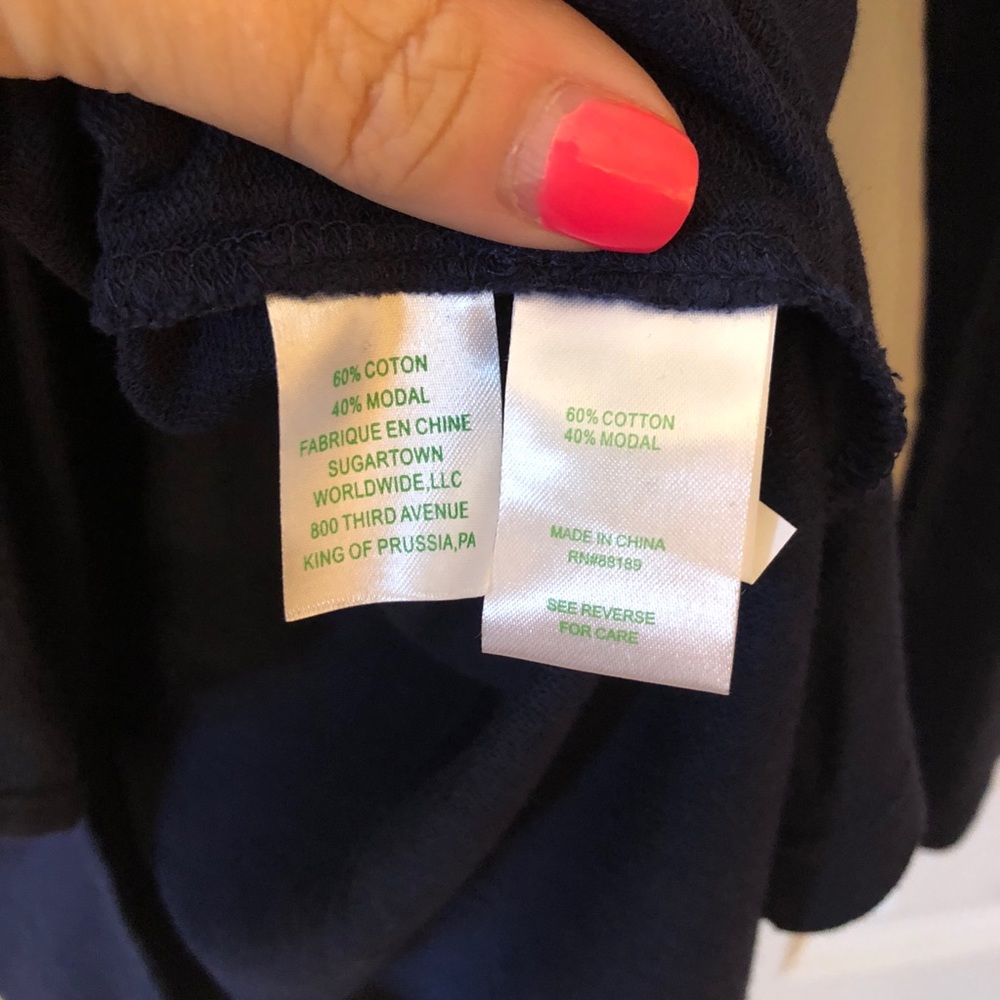 60% COTON
40% MODAL
FABRIQUE EN CHINE
SUGARTOWN
WORLDWIDE,LLC
800 THIRD AVENUE
KING OF PRUSSIA,PA
60% COTTON
40% MODAL
MADE IN CHINA
RN#88189
SEE REVERSE
FOR CARE